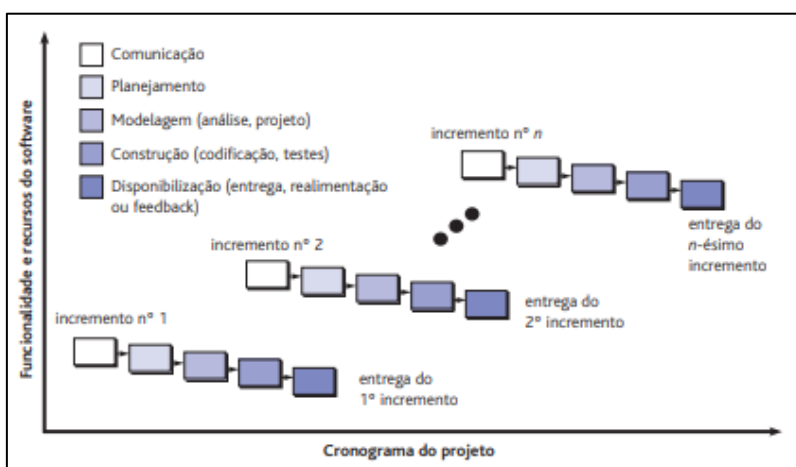 Funcionalidade e recursos do software
Comunicação
Planejamento
Modelagem (análise, projeto)
Construção (codificação, testes)
Disponibilização (entrega, realimentação
ou feedback)
incremento nº n
entrega do
n-ésimo
incremento
incremento nº 2
entrega do
2º incremento
incremento nº 1
entrega do
1º incremento
Cronograma do projeto